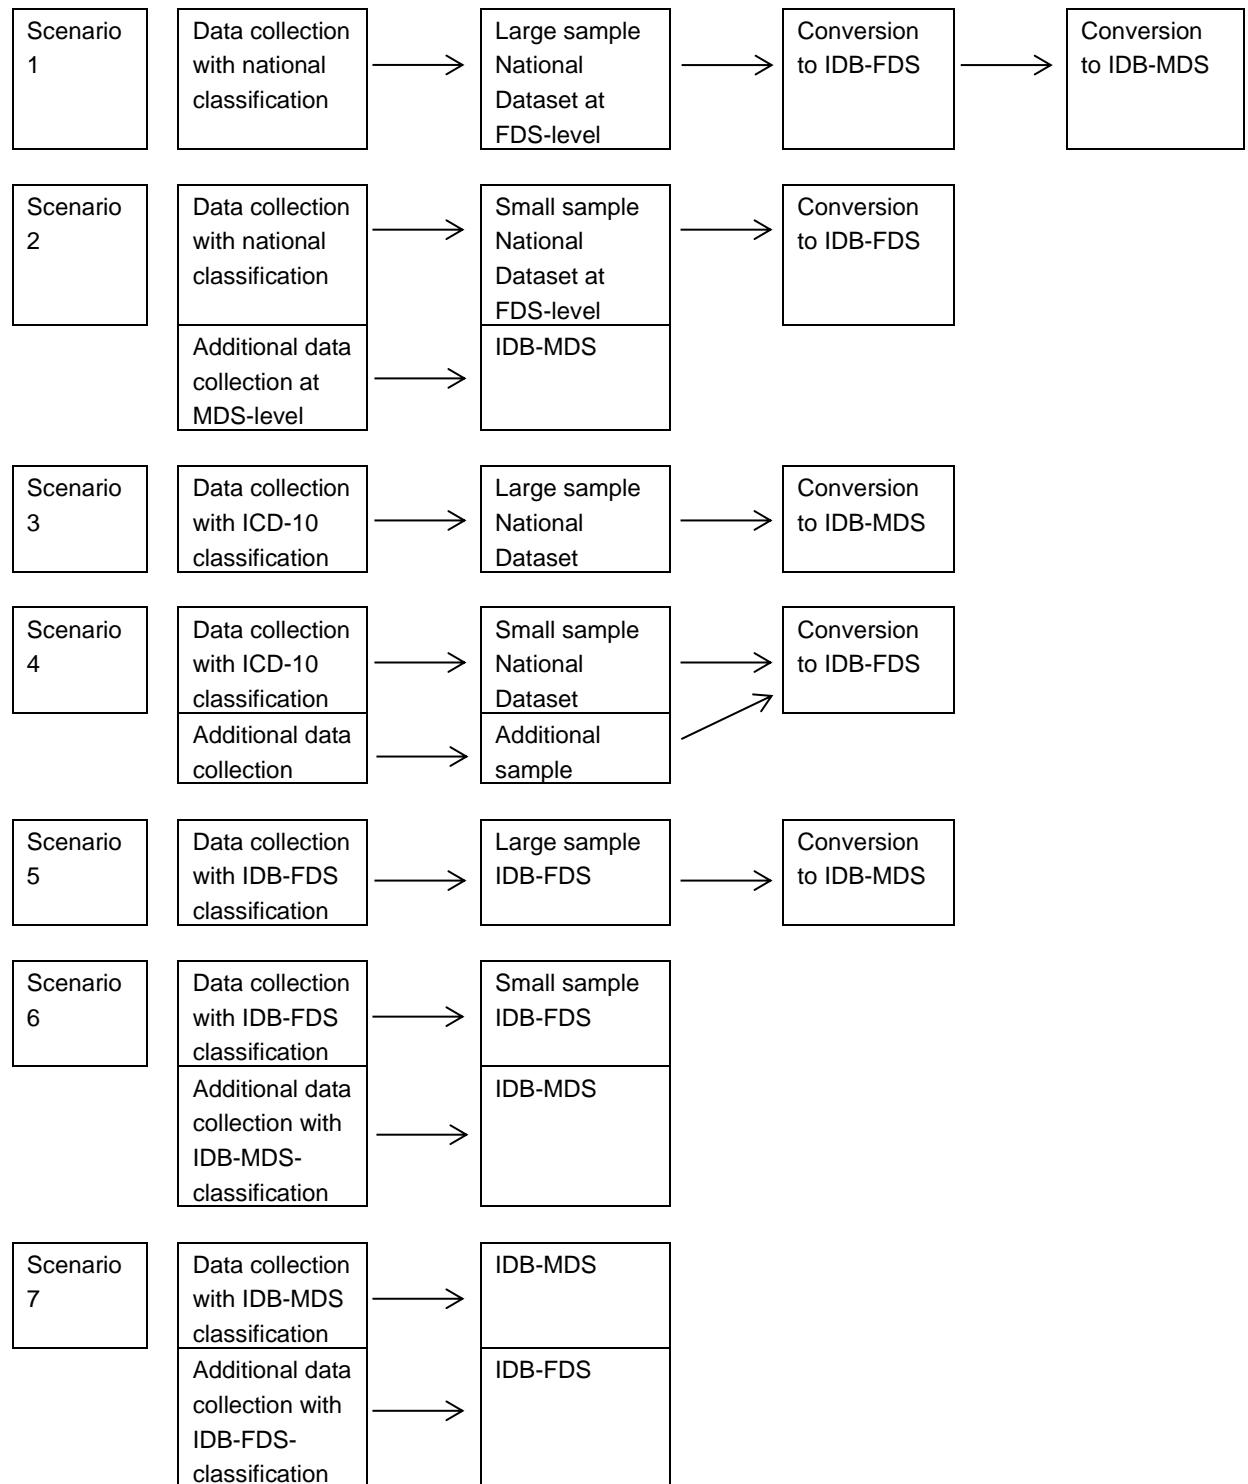 Scenario
1
Data collection
with national
classification
Large sample
National
Dataset at
FDS-level
Conversion
to IDB-FDS
Conversion
to IDB-MDS
Scenario
2
Data collection
with national
classification
Small sample
National
Dataset at
FDS-level
Conversion
to IDB-FDS
Additional data
collection at
MDS-level
IDB-MDS
Scenario
3
Data collection
with ICD-10
classification
Large sample
National
Dataset
Conversion
to IDB-MDS
Scenario
4
Data collection
with ICD-10
classification
Small sample
National
Dataset
Conversion
to IDB-FDS
Additional data
collection
Additional
sample
Scenario
5
Data collection
with IDB-FDS
classification
Large sample
IDB-FDS
Conversion
to IDB-MDS
Scenario
6
Data collection
with IDB-FDS
classification
Small sample
IDB-FDS
Additional data
collection with
IDB-MDS-
classification
IDB-MDS
Scenario
7
Data collection
with IDB-MDS
classification
IDB-MDS
Additional data
collection with
IDB-FDS-
classification
IDB-FDS